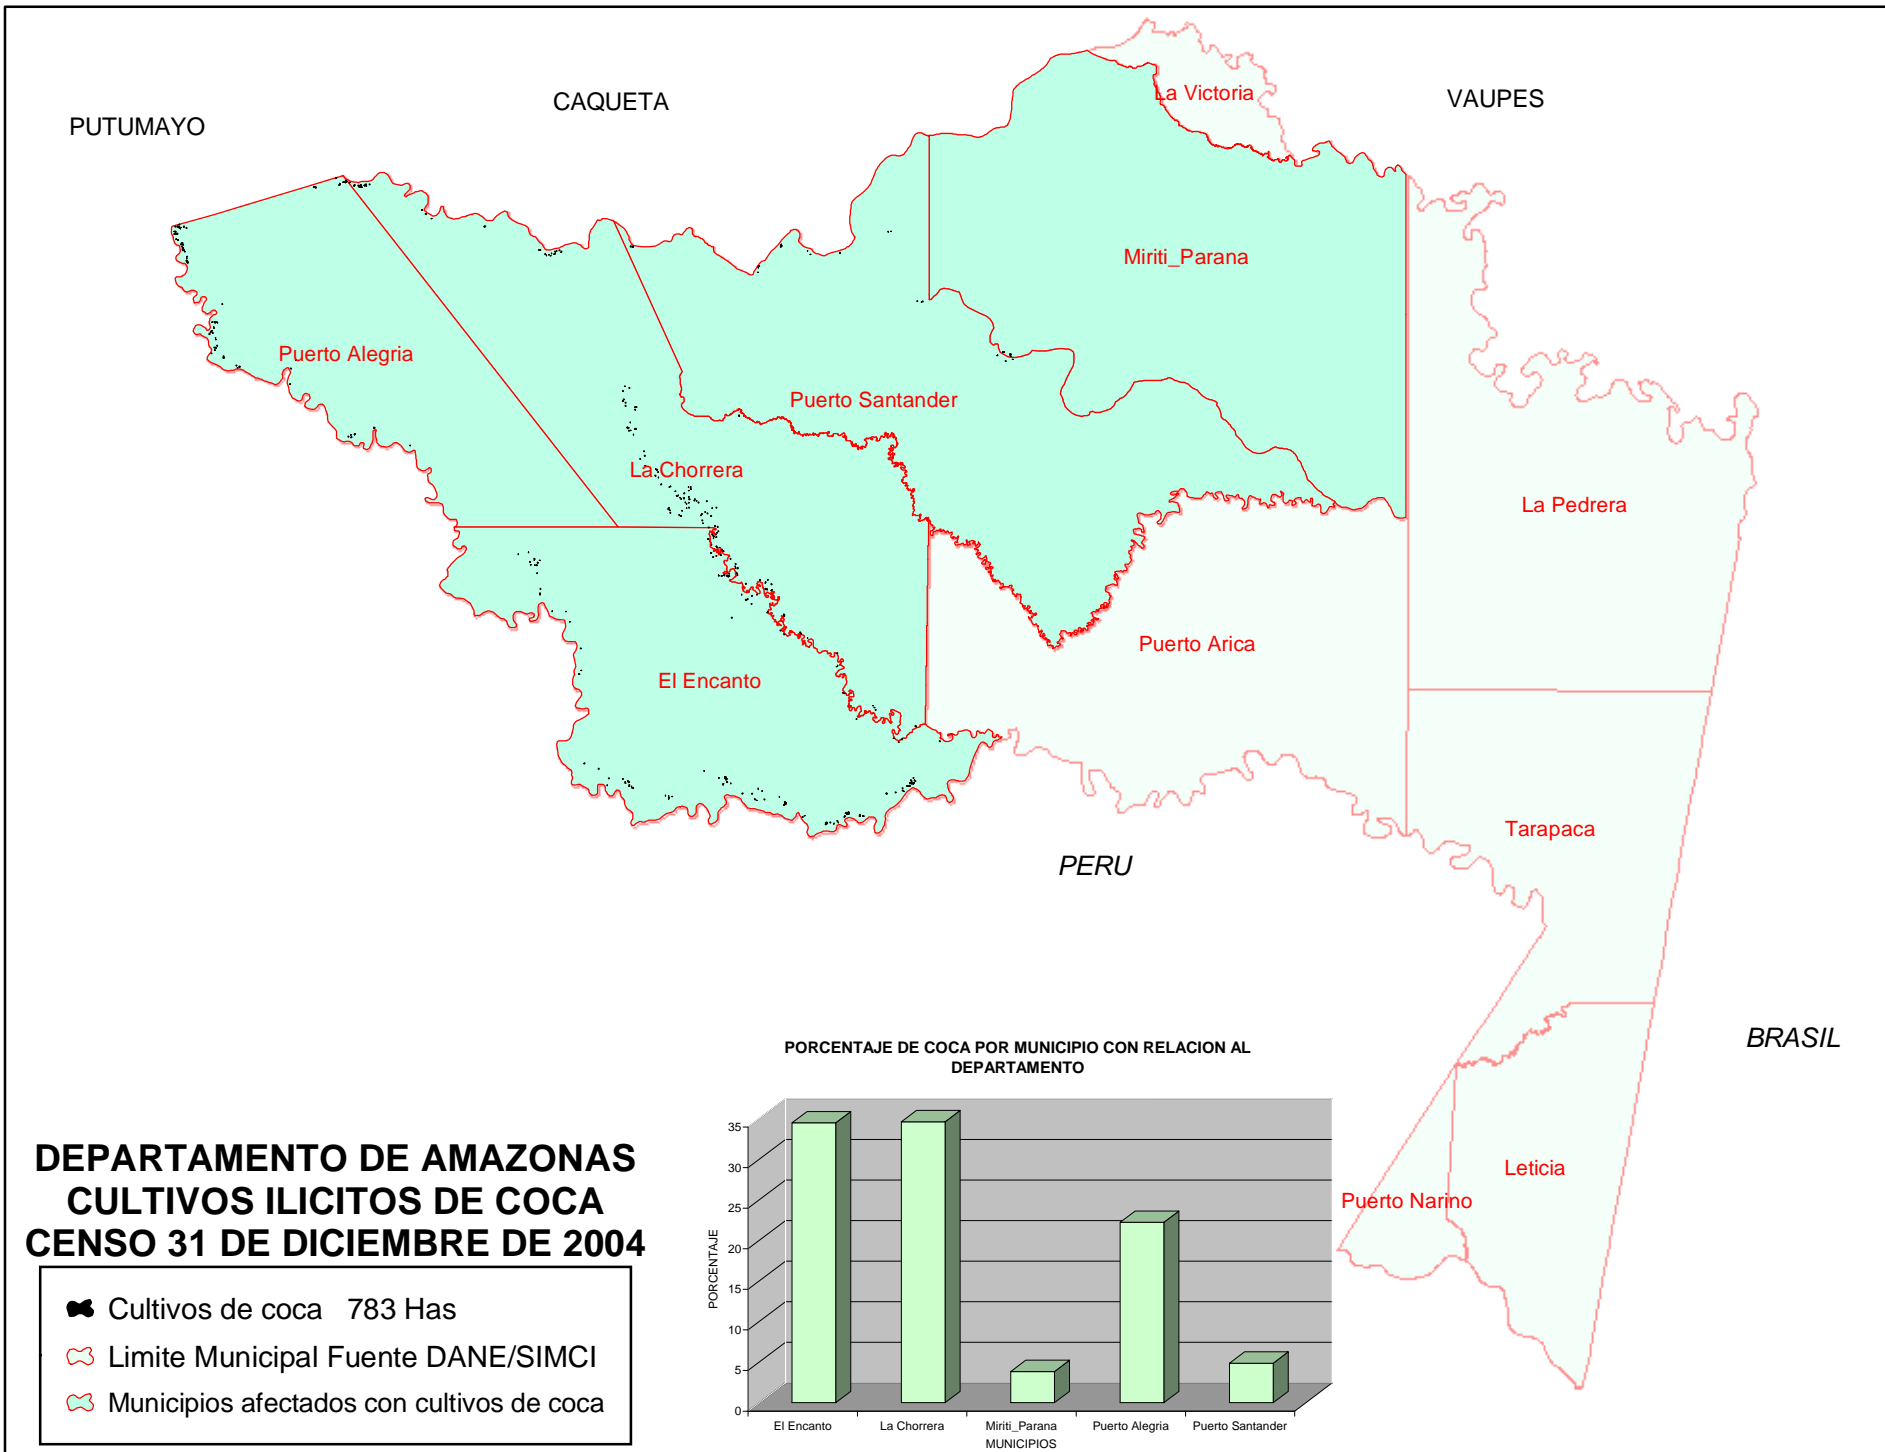 PUTUMAYO
CAQUETA
VAUPES
La Victoria
Miriti_Parana
Puerto Alegria
Puerto Santander
La Chorrera
La Pedrera
Puerto Arica
El Encanto
Tarapaca
PERU
BRASIL
Leticia
Puerto Narino
PORCENTAJE DE COCA POR MUNICIPIO CON RELACION AL
DEPARTAMENTO
35
30
25
20
15
10
5
0
PORCENTAJE
El Encanto
La Chorrera
Miriti_Parana
Puerto Alegria
Puerto Santander
MUNICIPIOS
DEPARTAMENTO DE AMAZONAS
CULTIVOS ILICITOS DE COCA
CENSO 31 DE DICIEMBRE DE 2004
Cultivos de coca 783 Has
Limite Municipal Fuente DANE/SIMCI
Municipios afectados con cultivos de coca